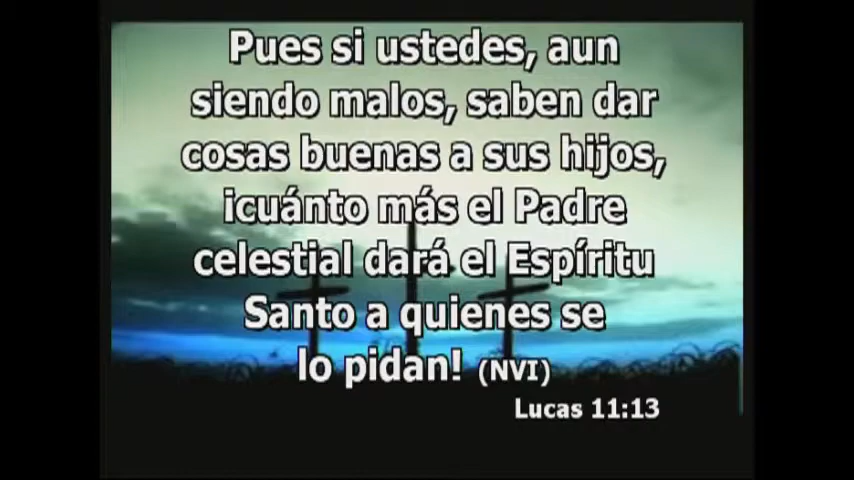 Pues si ustedes, aun
siendo malos, saben dar
cosas buenas a sus hijos,
¡cuánto más el Padre
celestial dará el Espíritu
Santo a quienes se
lo pidan! (NVI)
Lucas 11:13